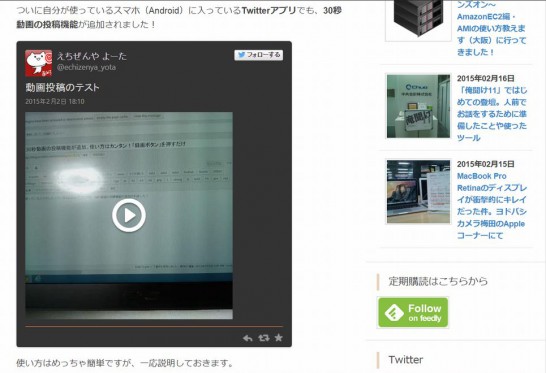 ついに自分が使っているスマホ（Android）に入っているTwitterアプリでも、30秒
動画の投稿機能が追加されました！
えちぜんや よーた
@echizenya_yota
フォローする
動画投稿のテスト
2015年2月2日 18:10
使い方はめっちゃ簡単ですが、一応説明しておきます。
ンズオン～
AmazonEC2編・
AMIの使い方教えま
す（大阪）に行っ
てきました！
2015年02月16日
「俺聞け11」ではじ
めての登壇。人前で
お話をするために準
備したことや使った
ツール
2015年02月15日
MacBook Pro
Retinaのディスプレ
イが衝撃的にキレイ
だった件。ヨドバシ
カメラ梅田のApple
コーナーにて
定期購読はこちらから
Follow
on feedly
Twitter